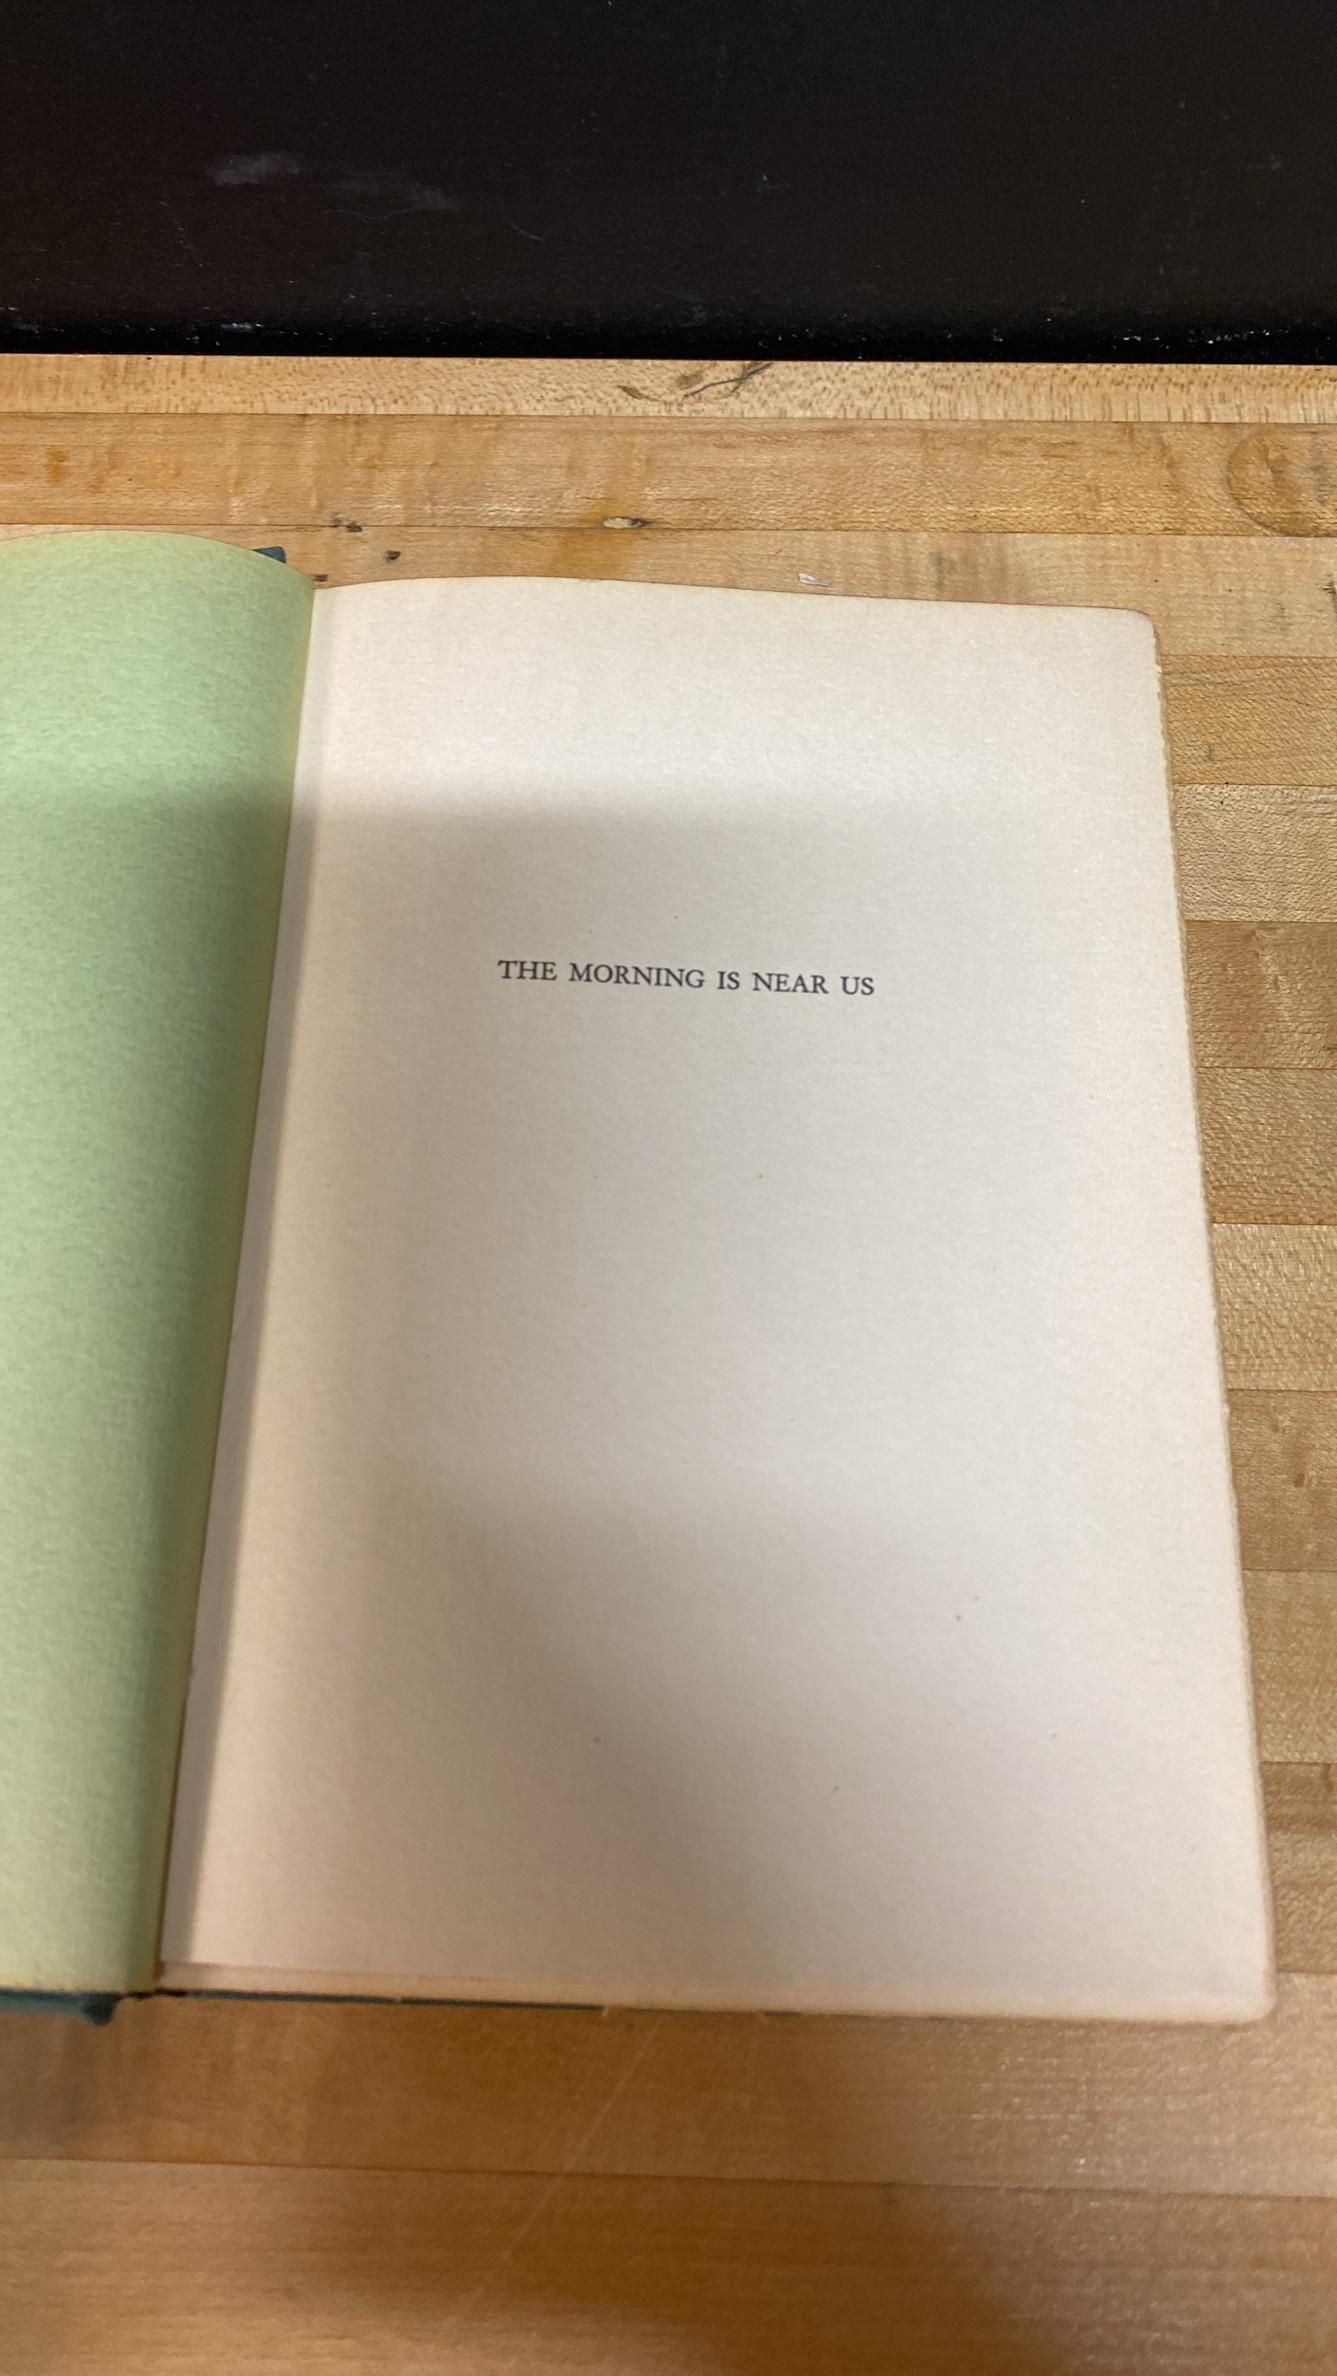 THE MORNING IS NEAR US